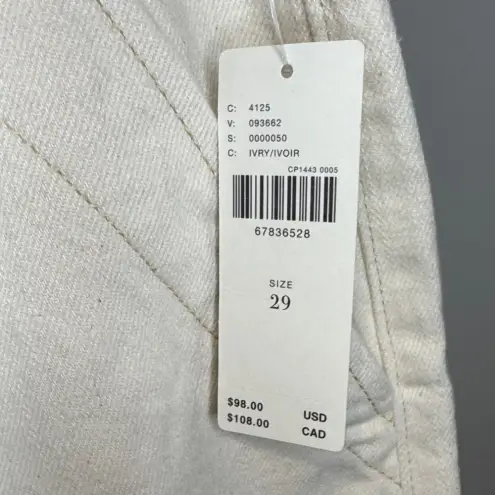 C: 4125
V: 093662
S: 0000050
C: IVRY/IVOIR
CP1443 0005
67836528
SIZE
29
$98.00 USD
$108.00 CAD